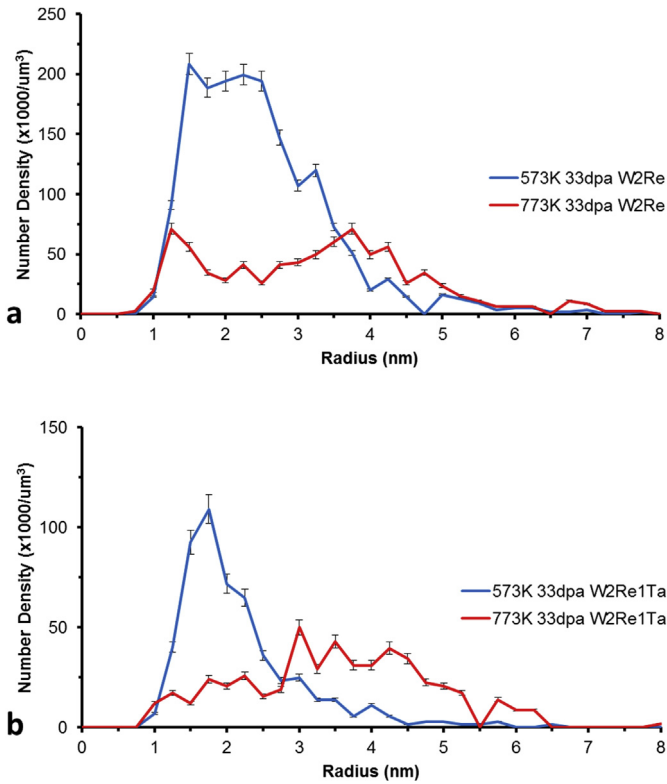 250
200
150
100
50
0
Number Density (x1000/um³)
573K 33dpa W2Re
773K 33dpa W2Re
0 1 2 3 4 5 6 7 8
Radius (nm)
a
150
100
50
0
Number Density (x1000/um³)
573K 33dpa W2Re1Ta
773K 33dpa W2Re1Ta
0 1 2 3 4 5 6 7 8
Radius (nm)
b